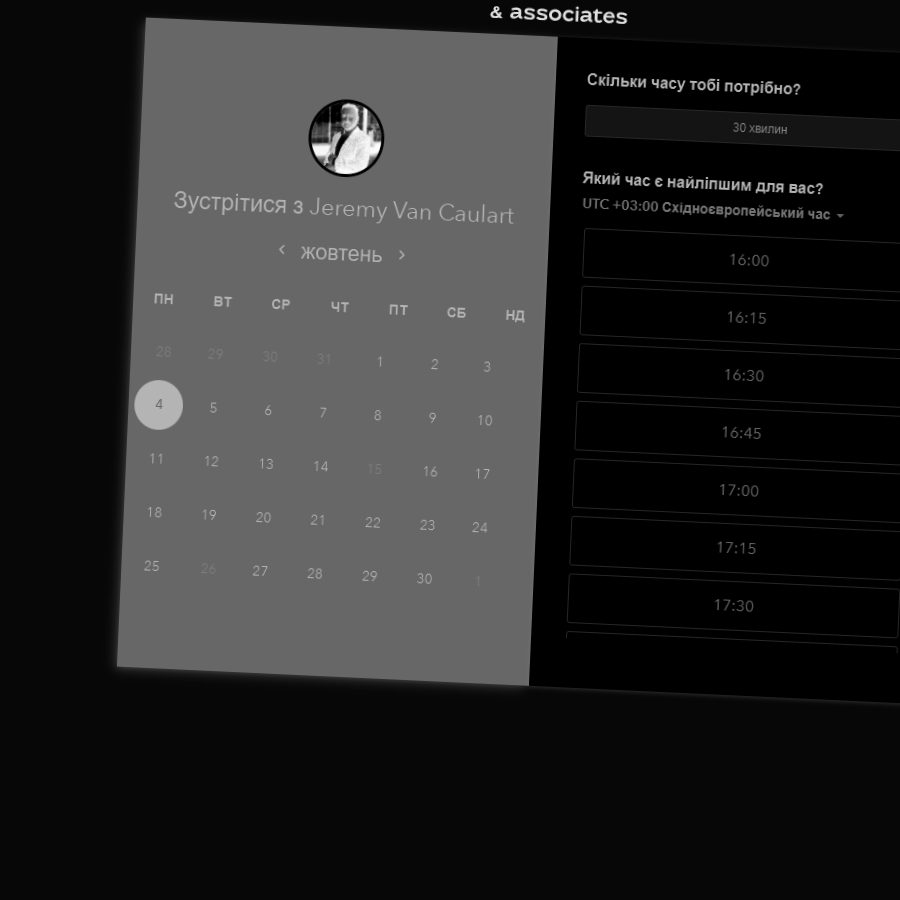 & associates
Зустрітися з Jeremy Van Caulart
‹ жовтень ›
ПН ВТ СР ЧТ ПТ СБ НД
28 29 30 31 1 2 3
4 5 6 7 8 9 10
11 12 13 14 15 16 17
18 19 20 21 22 23 24
25 26 27 28 29 30 1
Скільки часу тобі потрібно?
30 хвилин
Який час є найліпшим для вас?
UTC +03:00 Східноєвропейський час
16:00
16:15
16:30
16:45
17:00
17:15
17:30